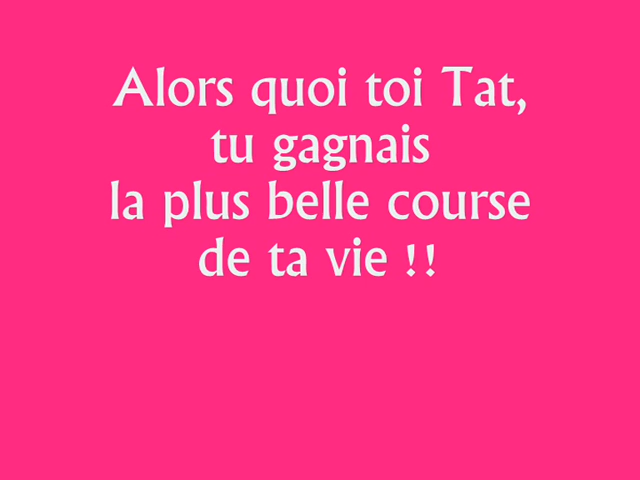 Alors quoi toi Tat,
tu gagnais
la plus belle course
de ta vie !!